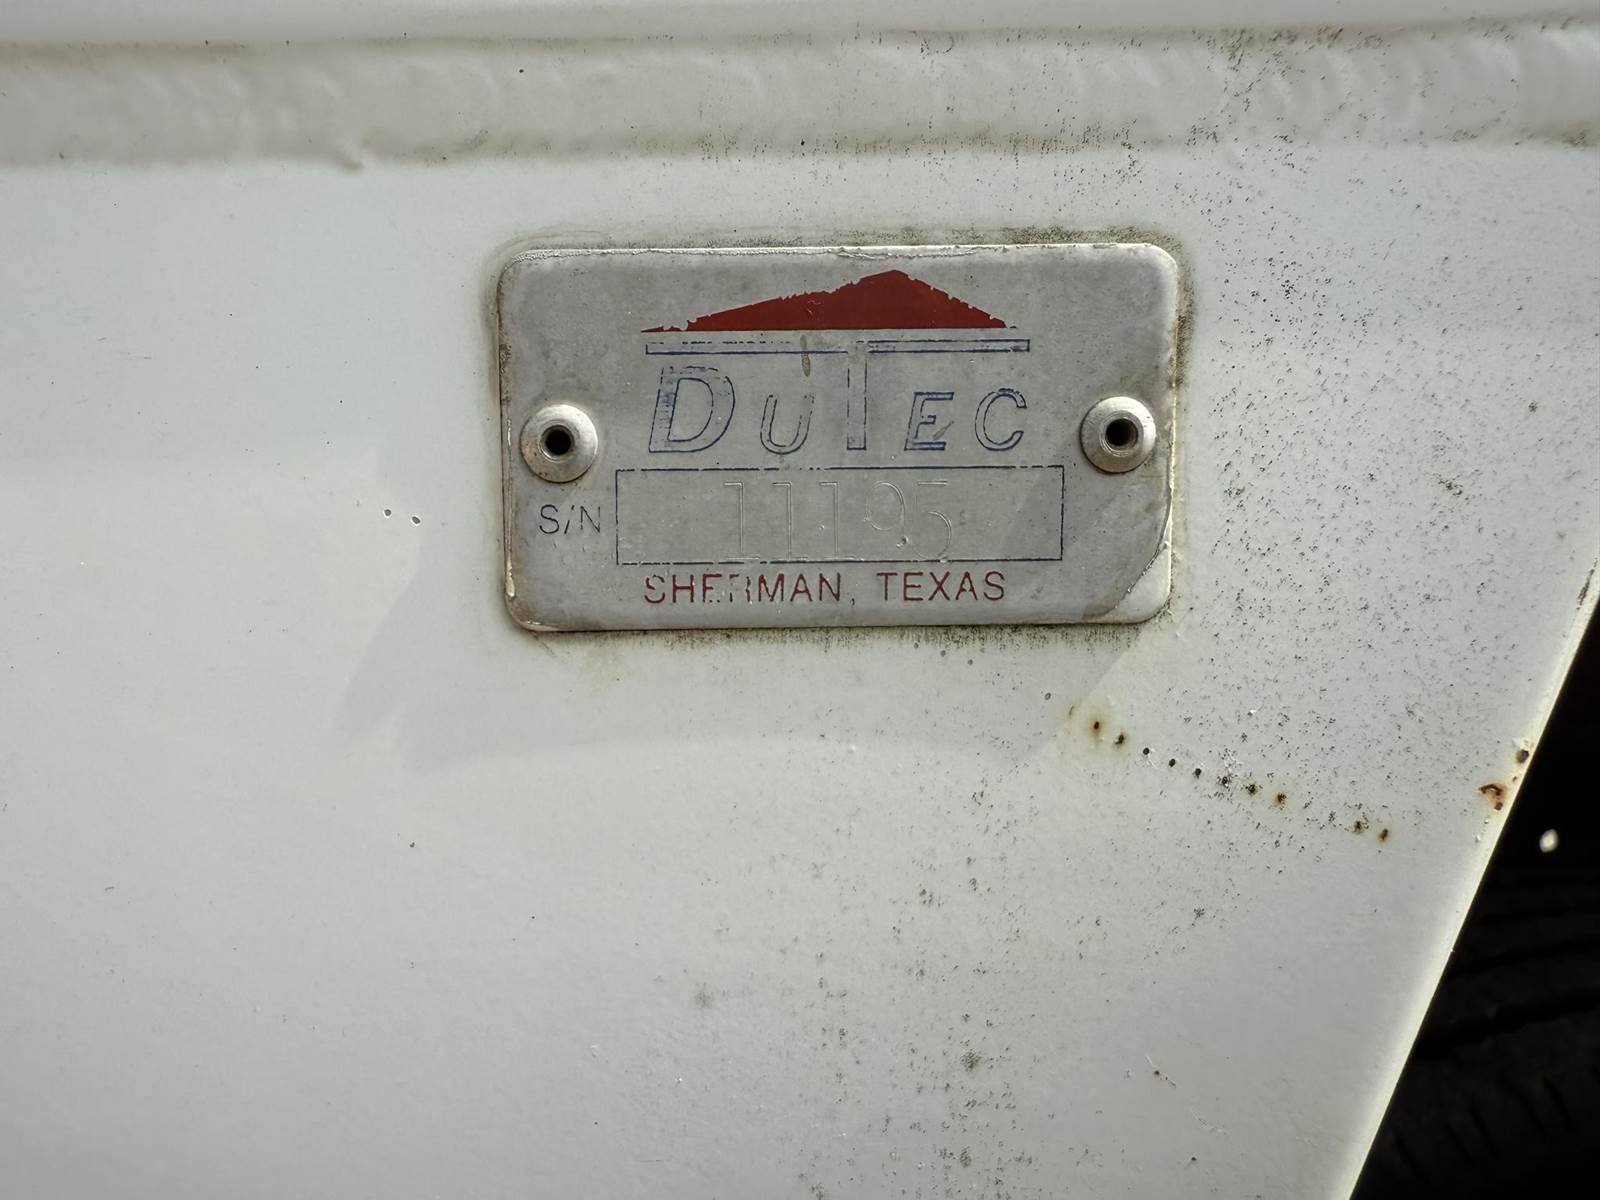 DUTEC
S/N 11195
SHERMAN, TEXAS